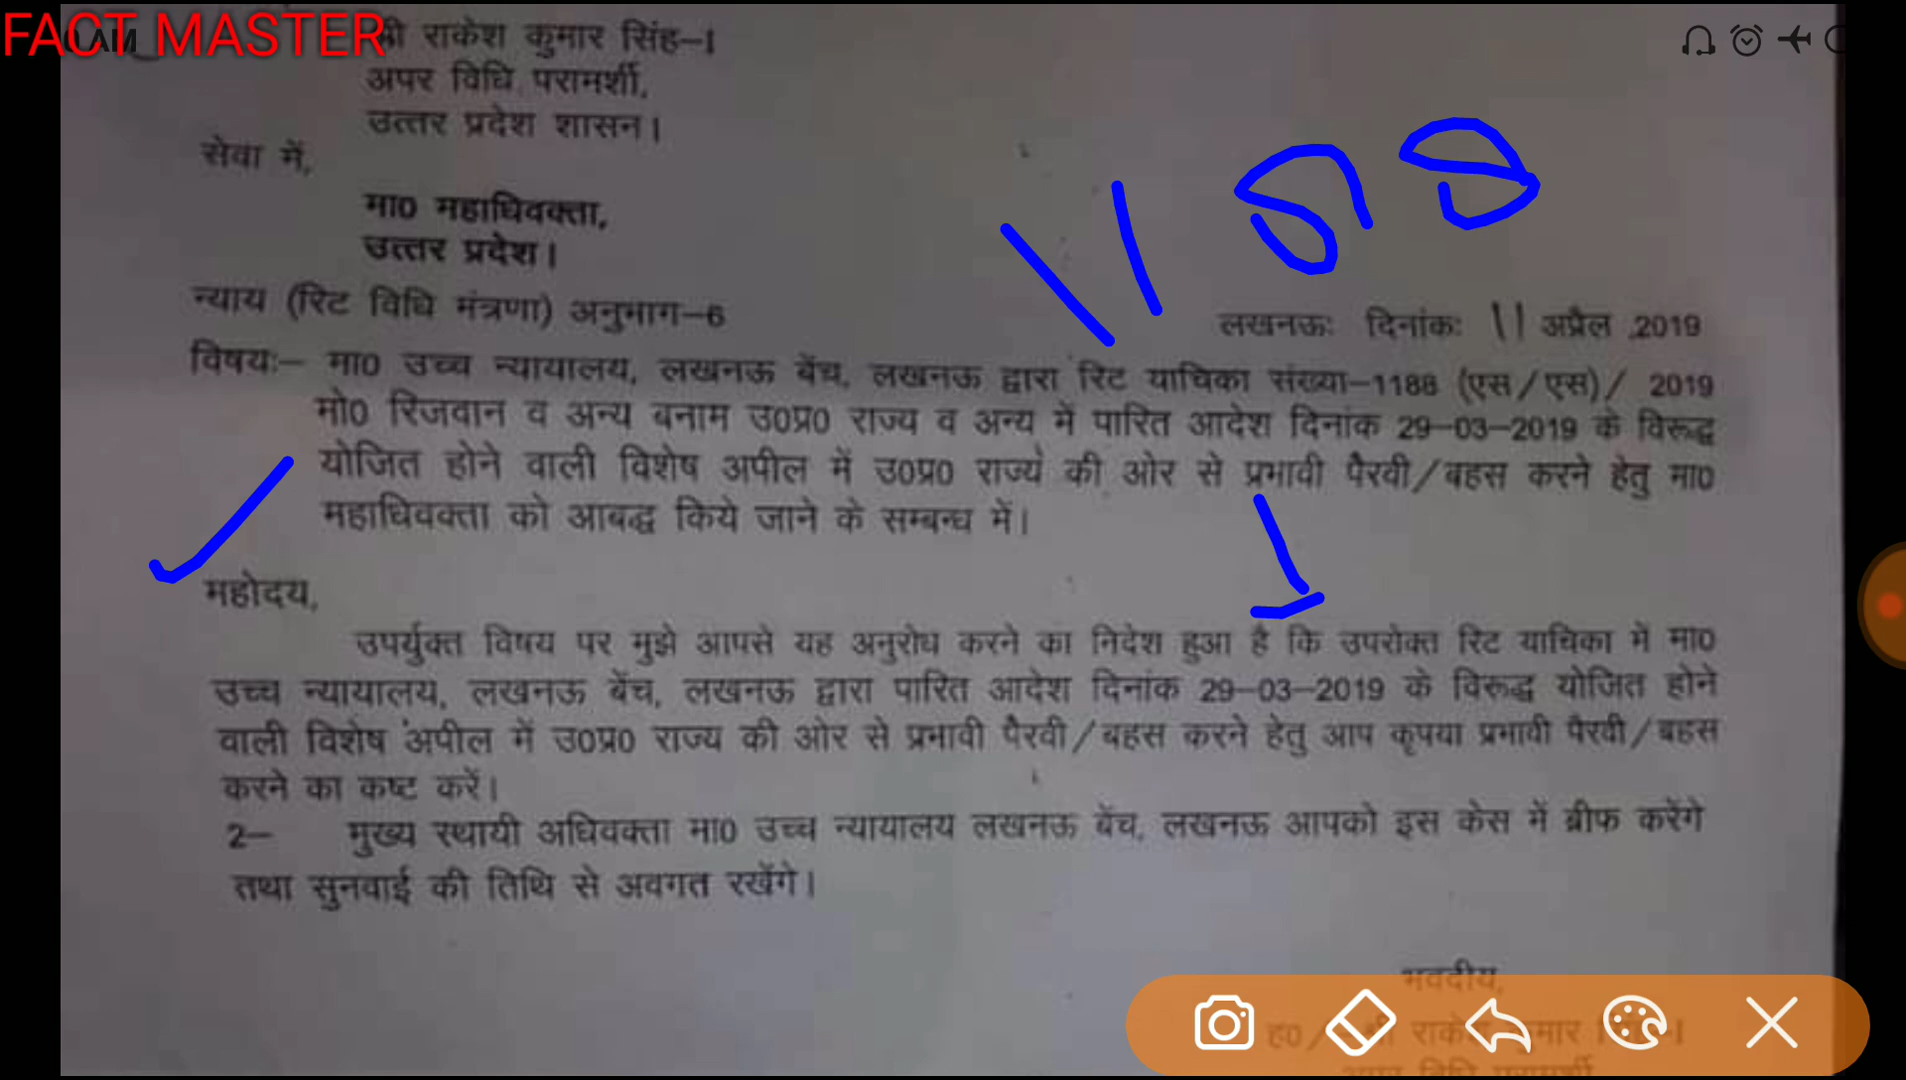 FACT MASTER
AM
श्री राकेश कुमार सिंह–I
अपर विधि परामर्शी,
उत्तर प्रदेश शासन।
सेवा में,
मा0 महाधिवक्ता,
उत्तर प्रदेश।
न्याय (रिट विधि मंत्रणा) अनुभाग–6
लखनऊः दिनांकः 11 अप्रैल ,2019
विषयः– मा0 उच्च न्यायालय, लखनऊ बेंच, लखनऊ द्वारा रिट याचिका संख्या–1188 (एस/एस)/ 2019
मो0 रिजवान व अन्य बनाम उ0प्र0 राज्य व अन्य में पारित आदेश दिनांक 29–03–2019 के विरूद्ध
योजित होने वाली विशेष अपील में उ0प्र0 राज्य की ओर से प्रभावी पैरवी/बहस करने हेतु मा0
महाधिवक्ता को आबद्ध किये जाने के सम्बन्ध में।
महोदय,
उपर्युक्त विषय पर मुझे आपसे यह अनुरोध करने का निदेश हुआ है कि उपरोक्त रिट याचिका में मा0
उच्च न्यायालय, लखनऊ बेंच, लखनऊ द्वारा पारित आदेश दिनांक 29–03–2019 के विरूद्ध योजित होने
वाली विशेष अपील में उ0प्र0 राज्य की ओर से प्रभावी पैरवी/बहस करने हेतु आप कृपया प्रभावी पैरवी/बहस
करने का कष्ट करें।
2– मुख्य स्थायी अधिवक्ता मा0 उच्च न्यायालय लखनऊ बेंच, लखनऊ आपको इस केस में ब्रीफ करेंगे
तथा सुनवाई की तिथि से अवगत रखेंगे।
भवदीय,
ह0/ श्री राकेश कुमार सिंह–I
अपर विधि परामर्शी